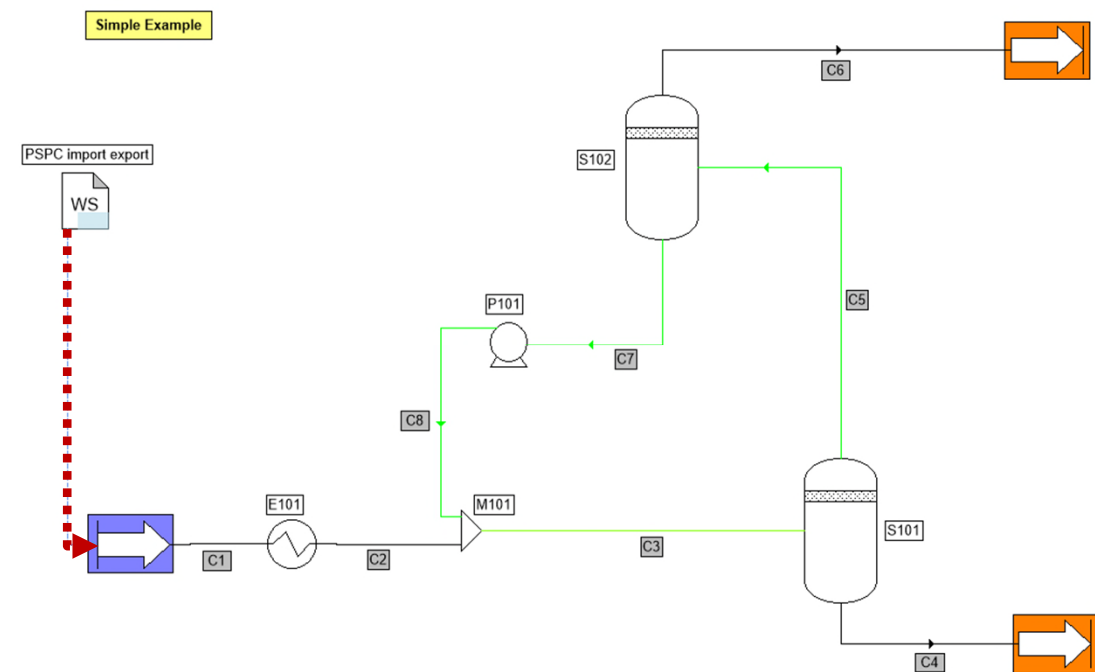 Simple Example
C6
PSPC import export
S102
WS
C5
P101
C7
C8
E101
M101
S101
C3
C1
C2
C4